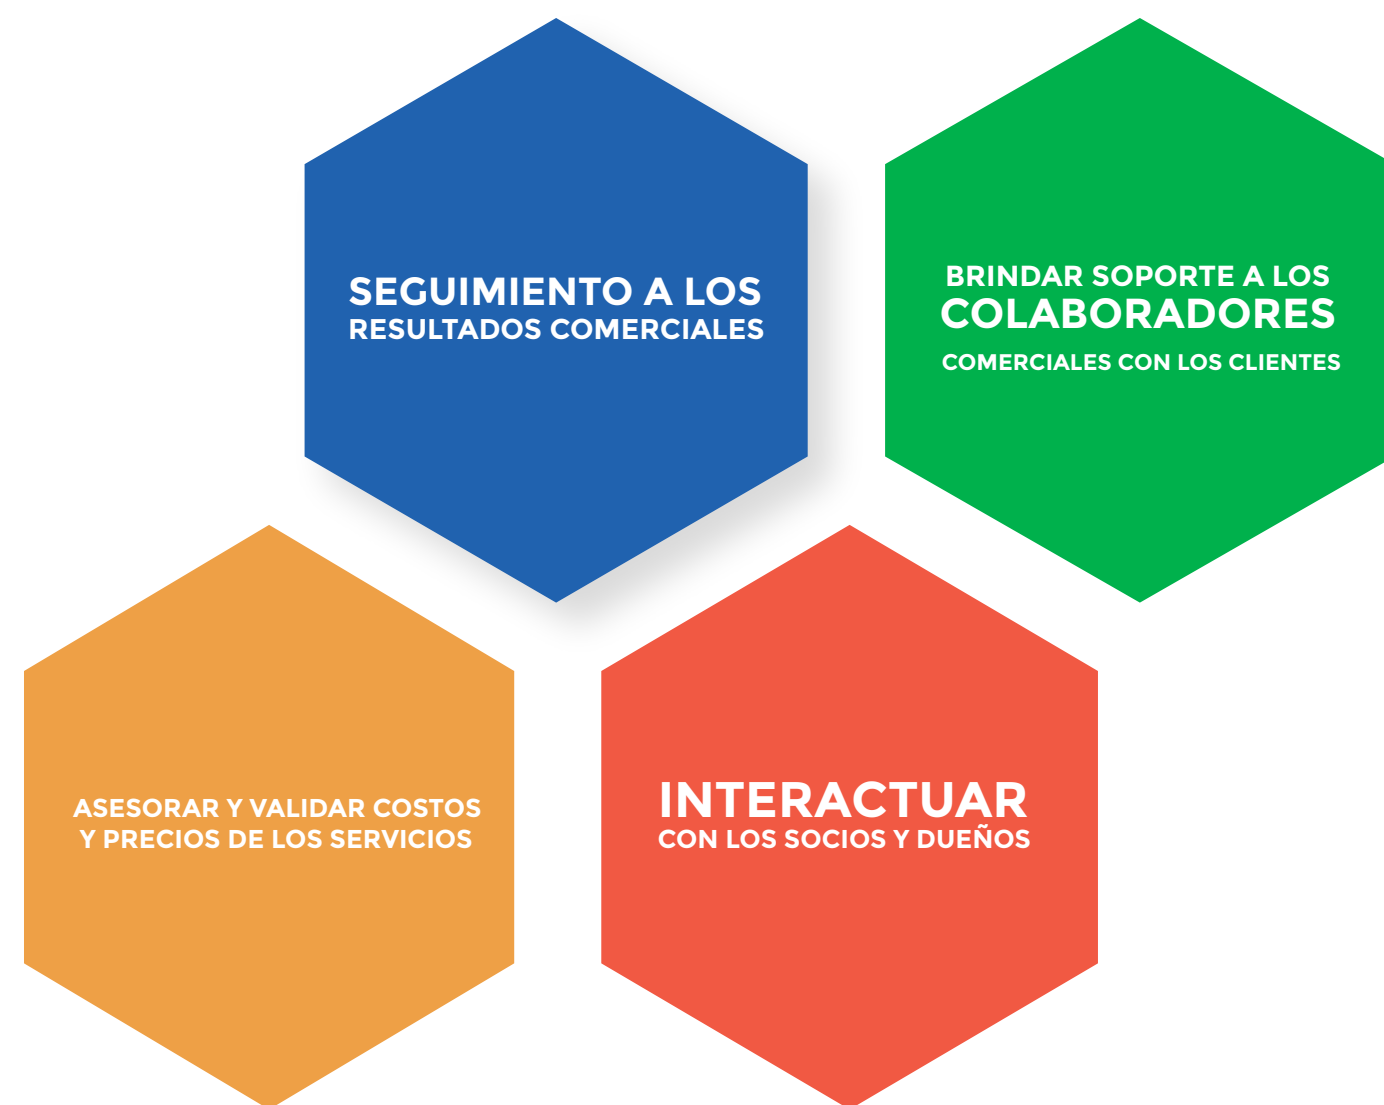 SEGUIMIENTO A LOS
RESULTADOS COMERCIALES
BRINDAR SOPORTE A LOS
COLABORADORES
COMERCIALES CON LOS CLIENTES
ASESORAR Y VALIDAR COSTOS
Y PRECIOS DE LOS SERVICIOS
INTERACTUAR
CON LOS SOCIOS Y DUEÑOS